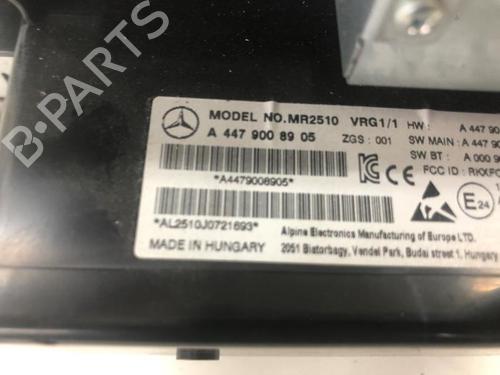 MODEL NO.MR2510 VRG1/1 HW: A 447 90
A 447 900 89 05 ZGS : 001 SW MAIN : A 447 90
SW BT : A 000 9
FCC ID : RKXFC
*A4479008905*
E24
*AL2510J0721693*
Alpine Electronics Manufacturing of Europe LTD.
MADE IN HUNGARY 2051 Biatorbagy, Vendel Park, Budai street 1, Hungary
B-PARTS